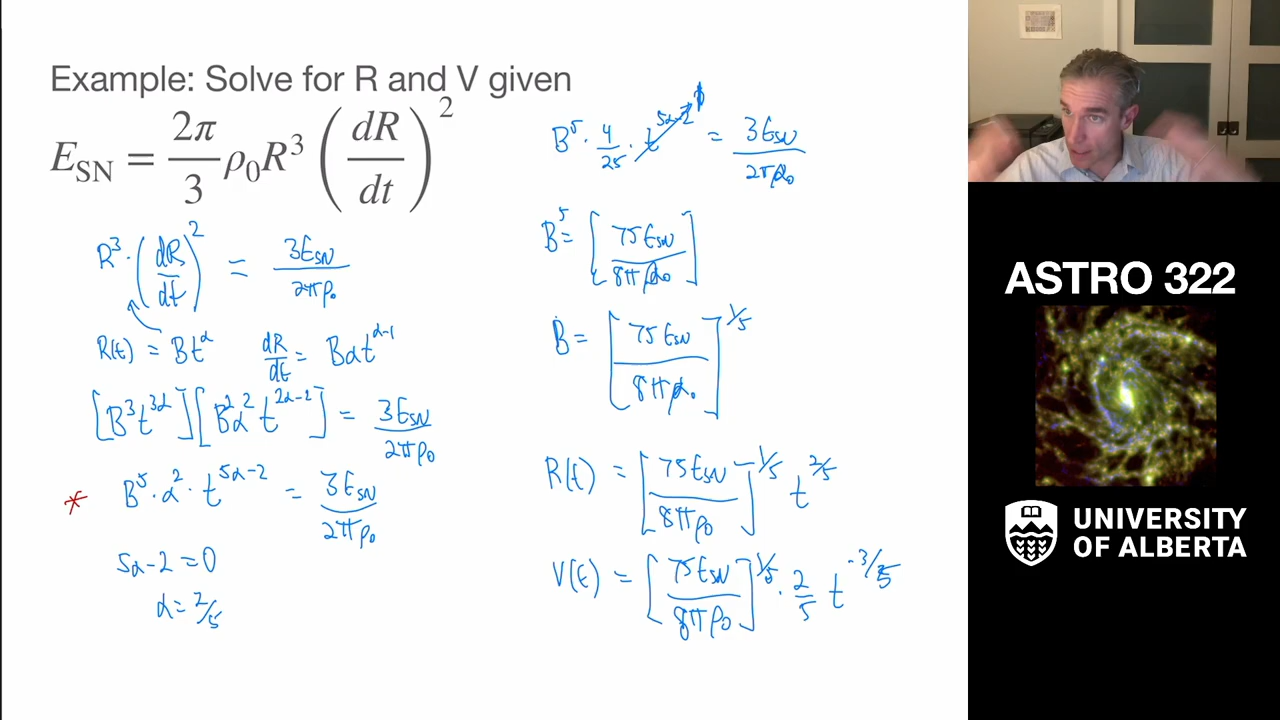 Example: Solve for R and V given
E_SN = 2π/3 ρ₀R³ (dR/dt)²
R³ · (dR/dt)² = 3E_SN/2πρ₀
R(t) = Bt^α   dR/dt = Bαt^(α-1)
[B³t^(3α)][B²α²t^(2α-2)] = 3E_SN/2πρ₀
* B⁵ · α² · t^(5α-2) = 3E_SN/2πρ₀
5α-2 = 0
α = 2/5
B⁵ · 4/25 · t^(5α-2) 1 = 3E_SN/2πρ₀
B⁵ = [75E_SN/8πρ₀]
B = [75E_SN/8πρ₀]^(1/5)
R(t) = [75E_SN/8πρ₀]^(1/5) t^(2/5)
V(t) = [75E_SN/8πρ₀]^(1/5) · 2/5 t^(-3/5)
ASTRO 322
UNIVERSITY
OF ALBERTA